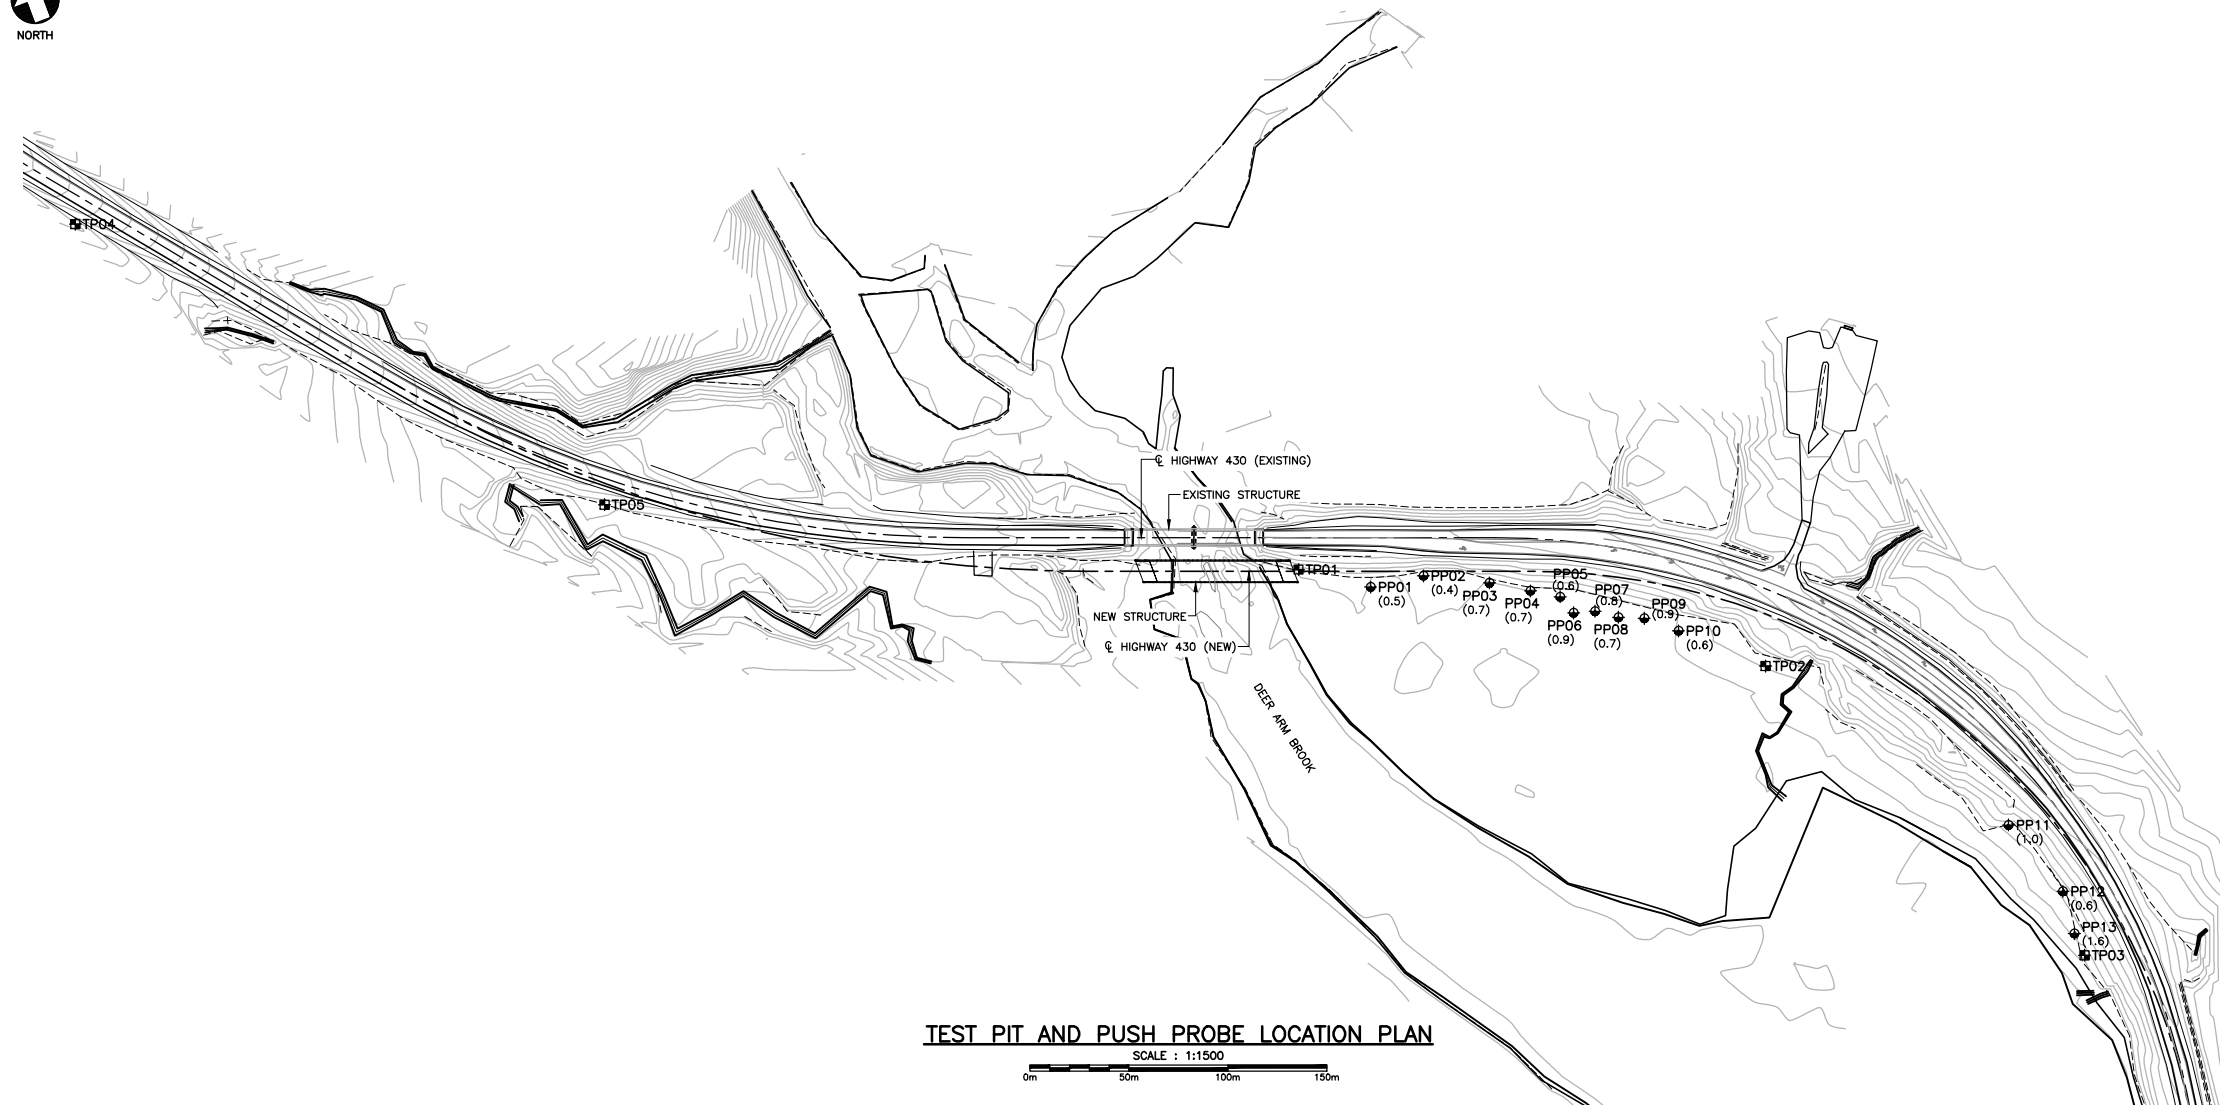 NORTH
TP04
TP05
℄ HIGHWAY 430 (EXISTING)
EXISTING STRUCTURE
TP01
NEW STRUCTURE
℄ HIGHWAY 430 (NEW)
DEER ARM BROOK
PP01
(0.5)
PP02
(0.4)
PP03
(0.7)
PP04
(0.7)
PP05
(0.6)
PP06
(0.9)
PP07
(0.8)
PP08
(0.7)
PP09
(0.9)
PP10
(0.6)
TP02
PP11
(1.0)
PP12
(0.6)
PP13
(1.6)
TP03
TEST PIT AND PUSH PROBE LOCATION PLAN
SCALE : 1:1500
0m 50m 100m 150m